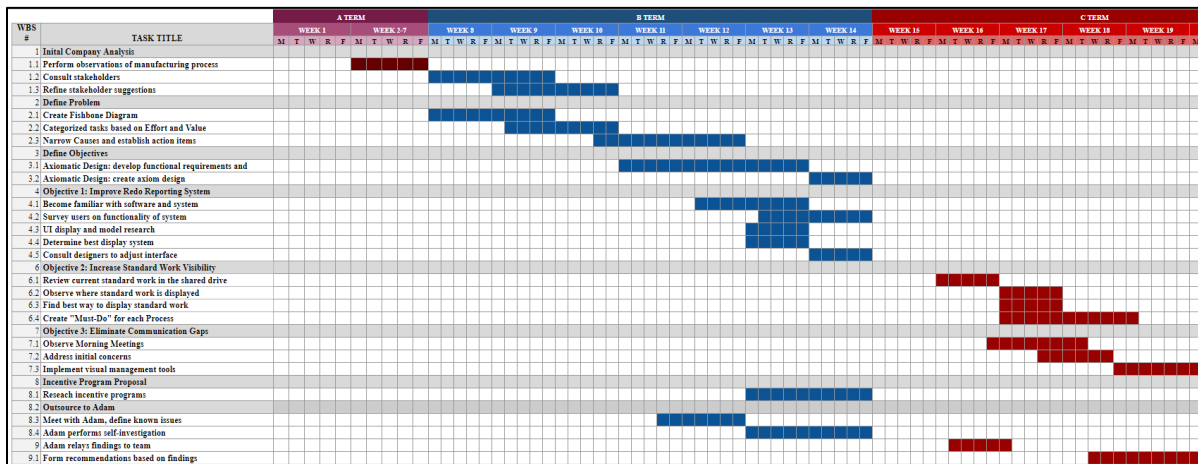 A TERM B TERM C TERM
WBS # TASK TITLE WEEK 1 WEEK 2-7 WEEK 8 WEEK 9 WEEK 10 WEEK 11 WEEK 12 WEEK 13 WEEK 14 WEEK 15 WEEK 16 WEEK 17 WEEK 18 WEEK 19
M T W R F M T W R F M T W R F M T W R F M T W R F M T W R F M T W R F M T W R F M T W R F M T W R F M T W R F M T W R F M T W R F M T W R F M
1 Inital Company Analysis
1.1 Perform observations of manufacturing process
1.2 Consult stakeholders
1.3 Refine stakeholder suggestions
2 Define Problem
2.1 Create Fishbone Diagram
2.2 Categorized tasks based on Effort and Value
2.3 Narrow Causes and establish action items
3 Define Objectives
3.1 Axiomatic Design: develop functional requirements and
3.2 Axiomatic Design: create axiom design
4 Objective 1: Improve Redo Reporting System
4.1 Become familiar with software and system
4.2 Survey users on functionality of system
4.3 UI display and model research
4.4 Determine best display system
4.5 Consult designers to adjust interface
6 Objective 2: Increase Standard Work Visibility
6.1 Review current standard work in the shared drive
6.2 Observe where standard work is displayed
6.3 Find best way to display standard work
6.4 Create "Must-Do" for each Process
7 Objective 3: Eliminate Communication Gaps
7.1 Observe Morning Meetings
7.2 Address initial concerns
7.3 Implement visual management tools
8 Incentive Program Proposal
8.1 Reseach incentive programs
8.2 Outsource to Adam
8.3 Meet with Adam, define known issues
8.4 Adam performs self-investigation
9 Adam relays findings to team
9.1 Form recommendations based on findings